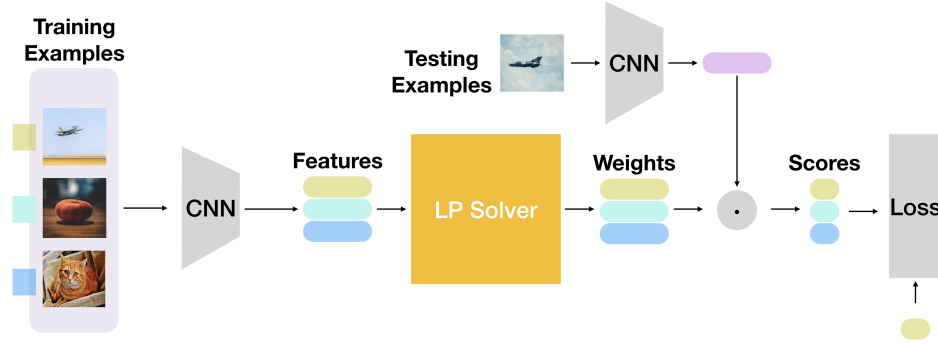 Training
Examples
CNN
Features
LP Solver
Testing
Examples
CNN
Weights
Scores
Loss